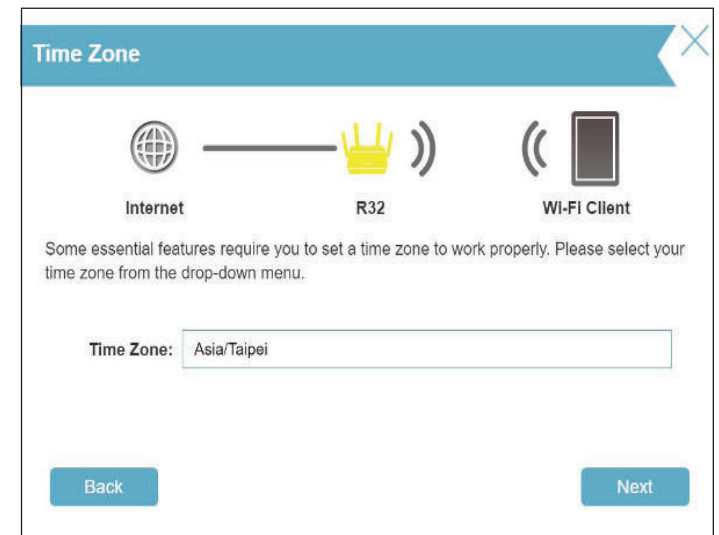 Time Zone
Internet
R32
Wi-Fi Client
Some essential features require you to set a time zone to work properly. Please select your
time zone from the drop-down menu.
Time Zone: Asia/Taipei
Back
Next